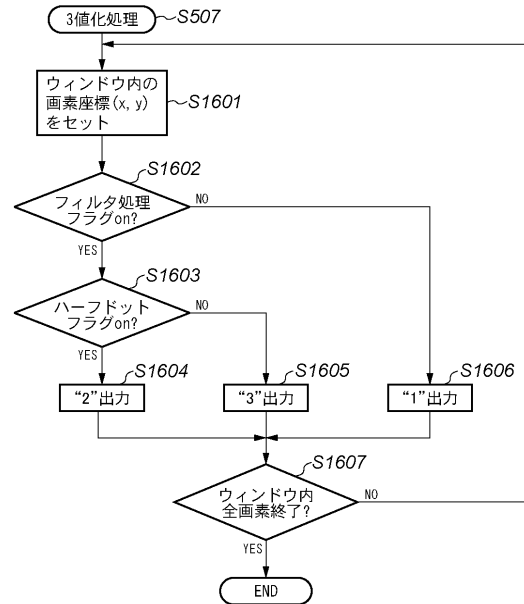 3値化処理
S507
ウィンドウ内の
画素座標(x, y)
をセット
S1601
S1602
フィルタ処理
フラグon?
NO
YES
S1603
ハーフドット
フラグon?
NO
YES
S1604
"2"出力
S1605
"3"出力
S1606
"1"出力
S1607
ウィンドウ内
全画素終了?
NO
YES
END